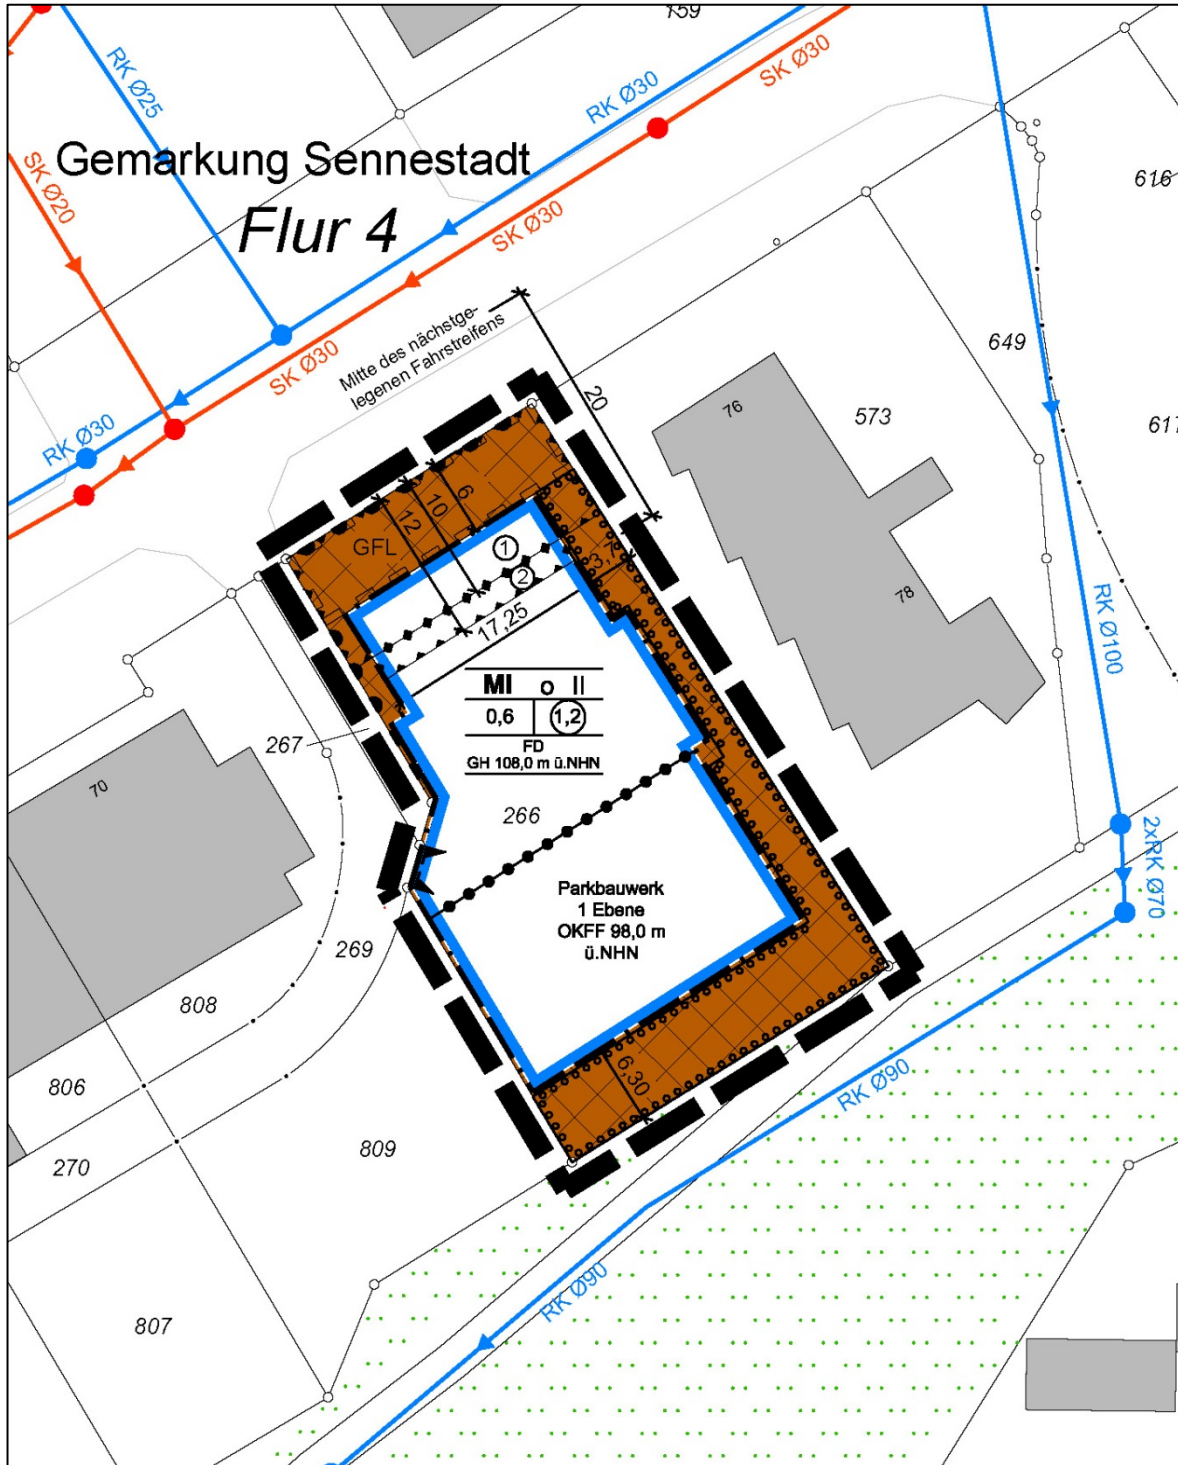 159
RK Ø25
RK Ø30
SK Ø30
Gemarkung Sennestadt
SK Ø20
616
Flur 4
SK Ø30
649
Mitte des nächstge-
legenen Fahrstreifens
SK Ø30
20
76
573
617
RK Ø30
6
10
12
GFL
1
3,7
2
78
17,25
RK Ø100
MI o II
0,6 1,2
FD
GH 108,0 m ü.NHN
267
70
266
2xRK Ø70
Parkbauwerk
1 Ebene
OKFF 98,0 m
ü.NHN
269
808
6,30
RK Ø90
806
809
270
RK Ø90
807